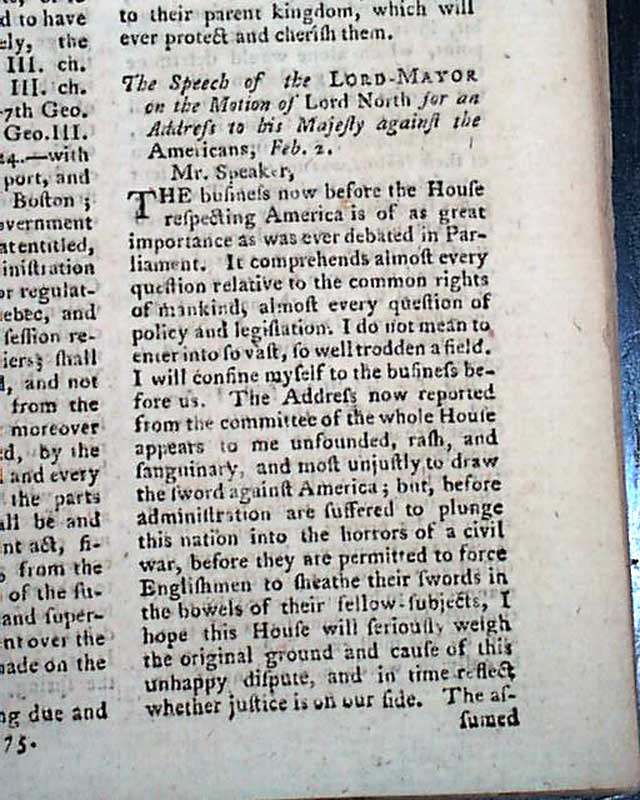 d to have
ely, the
III. ch.
III. ch.
-7th Geo.
Geo.III.
24.—with
port, and
Boſton ;
overnment
atentitled,
iniſtration
or regulat-
uebec, and
ſeſſion re-
iers; ſhall
d, and not
from the
moreover
ed, by the
and every
the parts
all be and
nt act, fi-
from the
of the ſu-
and ſuper-
nt over the
made on the
ng due and
75.
to their parent kingdom, which will
ever protect and cheriſh them.
The Speech of the LORD-MAYOR
on the Motion of Lord North for an
Addreſs to his Majeſty againſt the
Americans, Feb. 2.
Mr. Speaker,
THE buſineſs now before the Houſe
reſpecting America is of as great
importance as was ever debated in Par-
liament. It comprehends almoſt every
queſtion relative to the common rights
of mankind, almoſt every queſtion of
policy and legiſlation. I do not mean to
enter into ſo vaſt, ſo well trodden a field.
I will confine myſelf to the buſineſs be-
fore us. The Addreſs now reported
from the committee of the whole Houſe
appears to me unfounded, raſh, and
ſanguinary, and moſt unjuſtly to draw
the ſword againſt America; but, before
adminiſtration are ſuffered to plunge
this nation into the horrors of a civil
war, before they are permitted to force
Engliſhmen to ſheathe their ſwords in
the bowels of their fellow-ſubjects, I
hope this Houſe will ſeriouſly weigh
the original ground and cauſe of this
unhappy diſpute, and in time reflect
whether juſtice is on our ſide. The aſ-
ſumed